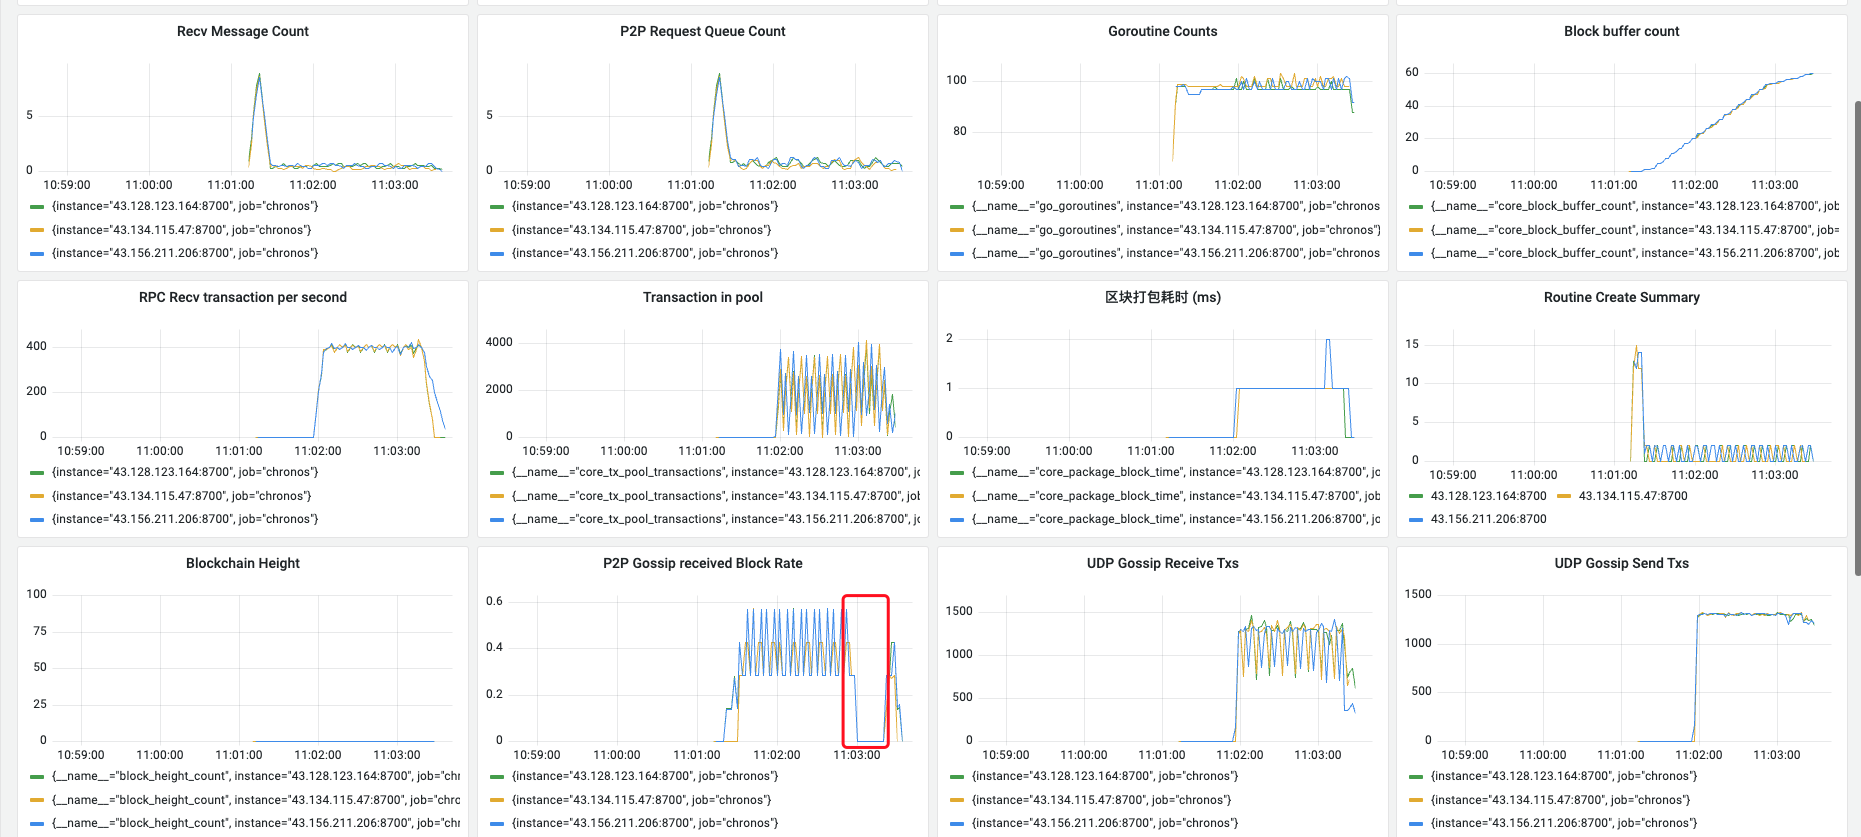 Recv Message Count
5
0
10:59:00 11:00:00 11:01:00 11:02:00 11:03:00
{instance="43.128.123.164:8700", job="chronos"}
{instance="43.134.115.47:8700", job="chronos"}
{instance="43.156.211.206:8700", job="chronos"}
P2P Request Queue Count
5
0
10:59:00 11:00:00 11:01:00 11:02:00 11:03:00
{instance="43.128.123.164:8700", job="chronos"}
{instance="43.134.115.47:8700", job="chronos"}
{instance="43.156.211.206:8700", job="chronos"}
Goroutine Counts
100
80
10:59:00 11:00:00 11:01:00 11:02:00 11:03:00
{__name__="go_goroutines", instance="43.128.123.164:8700", job="chronos
{__name__="go_goroutines", instance="43.134.115.47:8700", job="chronos"}
{__name__="go_goroutines", instance="43.156.211.206:8700", job="chronos
Block buffer count
60
40
20
0
10:59:00 11:00:00 11:01:00 11:02:00 11:03:00
{__name__="core_block_buffer_count", instance="43.128.123.164:8700", job
{__name__="core_block_buffer_count", instance="43.134.115.47:8700", job=
{__name__="core_block_buffer_count", instance="43.156.211.206:8700", job
RPC Recv transaction per second
400
200
0
10:59:00 11:00:00 11:01:00 11:02:00 11:03:00
{instance="43.128.123.164:8700", job="chronos"}
{instance="43.134.115.47:8700", job="chronos"}
{instance="43.156.211.206:8700", job="chronos"}
Transaction in pool
4000
2000
0
10:59:00 11:00:00 11:01:00 11:02:00 11:03:00
{__name__="core_tx_pool_transactions", instance="43.128.123.164:8700", jc
{__name__="core_tx_pool_transactions", instance="43.134.115.47:8700", jot
{__name__="core_tx_pool_transactions", instance="43.156.211.206:8700", jc
区块打包耗时 (ms)
2
1
0
10:59:00 11:00:00 11:01:00 11:02:00 11:03:00
{__name__="core_package_block_time", instance="43.128.123.164:8700", jo
{__name__="core_package_block_time", instance="43.134.115.47:8700", job
{__name__="core_package_block_time", instance="43.156.211.206:8700", jo
Routine Create Summary
15
10
5
0
10:59:00 11:00:00 11:01:00 11:02:00 11:03:00
43.128.123.164:8700 43.134.115.47:8700
43.156.211.206:8700
Blockchain Height
100
75
50
25
0
10:59:00 11:00:00 11:01:00 11:02:00 11:03:00
{__name__="block_height_count", instance="43.128.123.164:8700", job="chr
{__name__="block_height_count", instance="43.134.115.47:8700", job="chro
{__name__="block_height_count", instance="43.156.211.206:8700", job="chr
P2P Gossip received Block Rate
0.6
0.4
0.2
0
10:59:00 11:00:00 11:01:00 11:02:00 11:03:00
{instance="43.128.123.164:8700", job="chronos"}
{instance="43.134.115.47:8700", job="chronos"}
{instance="43.156.211.206:8700", job="chronos"}
UDP Gossip Receive Txs
1500
1000
500
0
10:59:00 11:00:00 11:01:00 11:02:00 11:03:00
{instance="43.128.123.164:8700", job="chronos"}
{instance="43.134.115.47:8700", job="chronos"}
{instance="43.156.211.206:8700", job="chronos"}
UDP Gossip Send Txs
1500
1000
500
0
10:59:00 11:00:00 11:01:00 11:02:00 11:03:00
{instance="43.128.123.164:8700", job="chronos"}
{instance="43.134.115.47:8700", job="chronos"}
{instance="43.156.211.206:8700", job="chronos"}